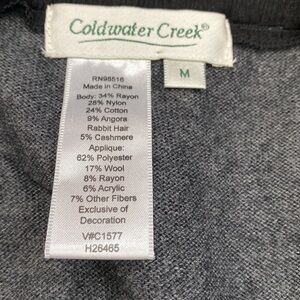 Coldwater Creek®
M
RN98516
Made in China
Body: 34% Rayon
28% Nylon
24% Cotton
9% Angora
Rabbit Hair
5% Cashmere
Applique:
62% Polyester
17% Wool
8% Rayon
6% Acrylic
7% Other Fibers
Exclusive of
Decoration
V#C1577
H26465